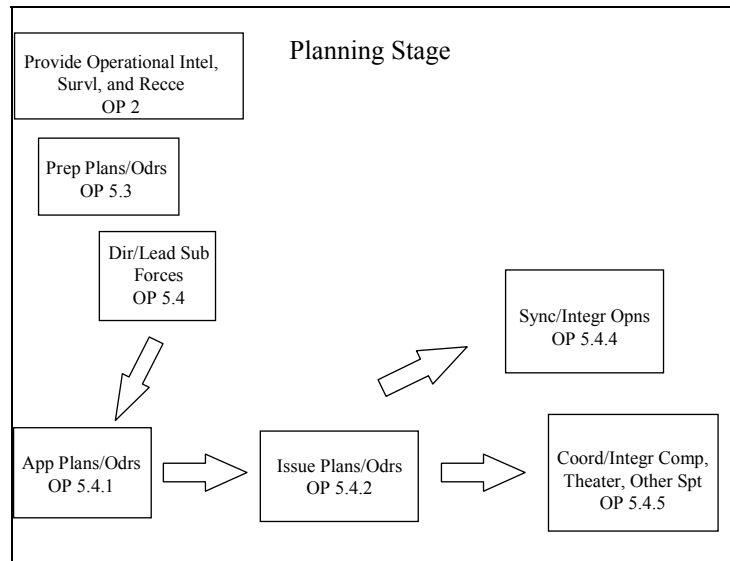 Planning Stage
Provide Operational Intel,
Survl, and Recce
OP 2
Prep Plans/Odrs
OP 5.3
Dir/Lead Sub
Forces
OP 5.4
Sync/Integr Opns
OP 5.4.4
App Plans/Odrs
OP 5.4.1
Issue Plans/Odrs
OP 5.4.2
Coord/Integr Comp,
Theater, Other Spt
OP 5.4.5